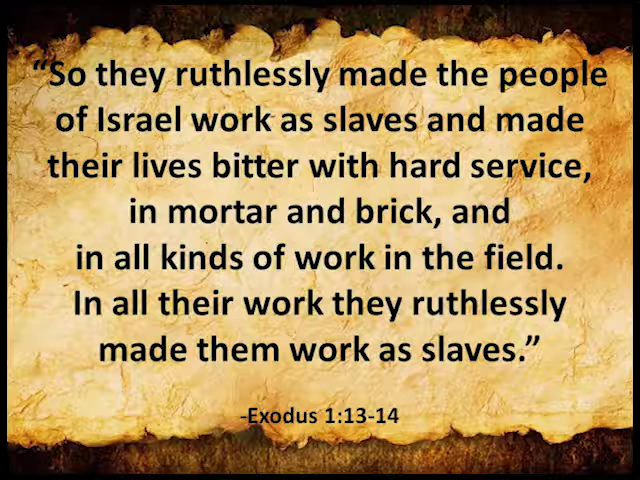 “So they ruthlessly made the people
of Israel work as slaves and made
their lives bitter with hard service,
in mortar and brick, and
in all kinds of work in the field.
In all their work they ruthlessly
made them work as slaves.”
-Exodus 1:13-14